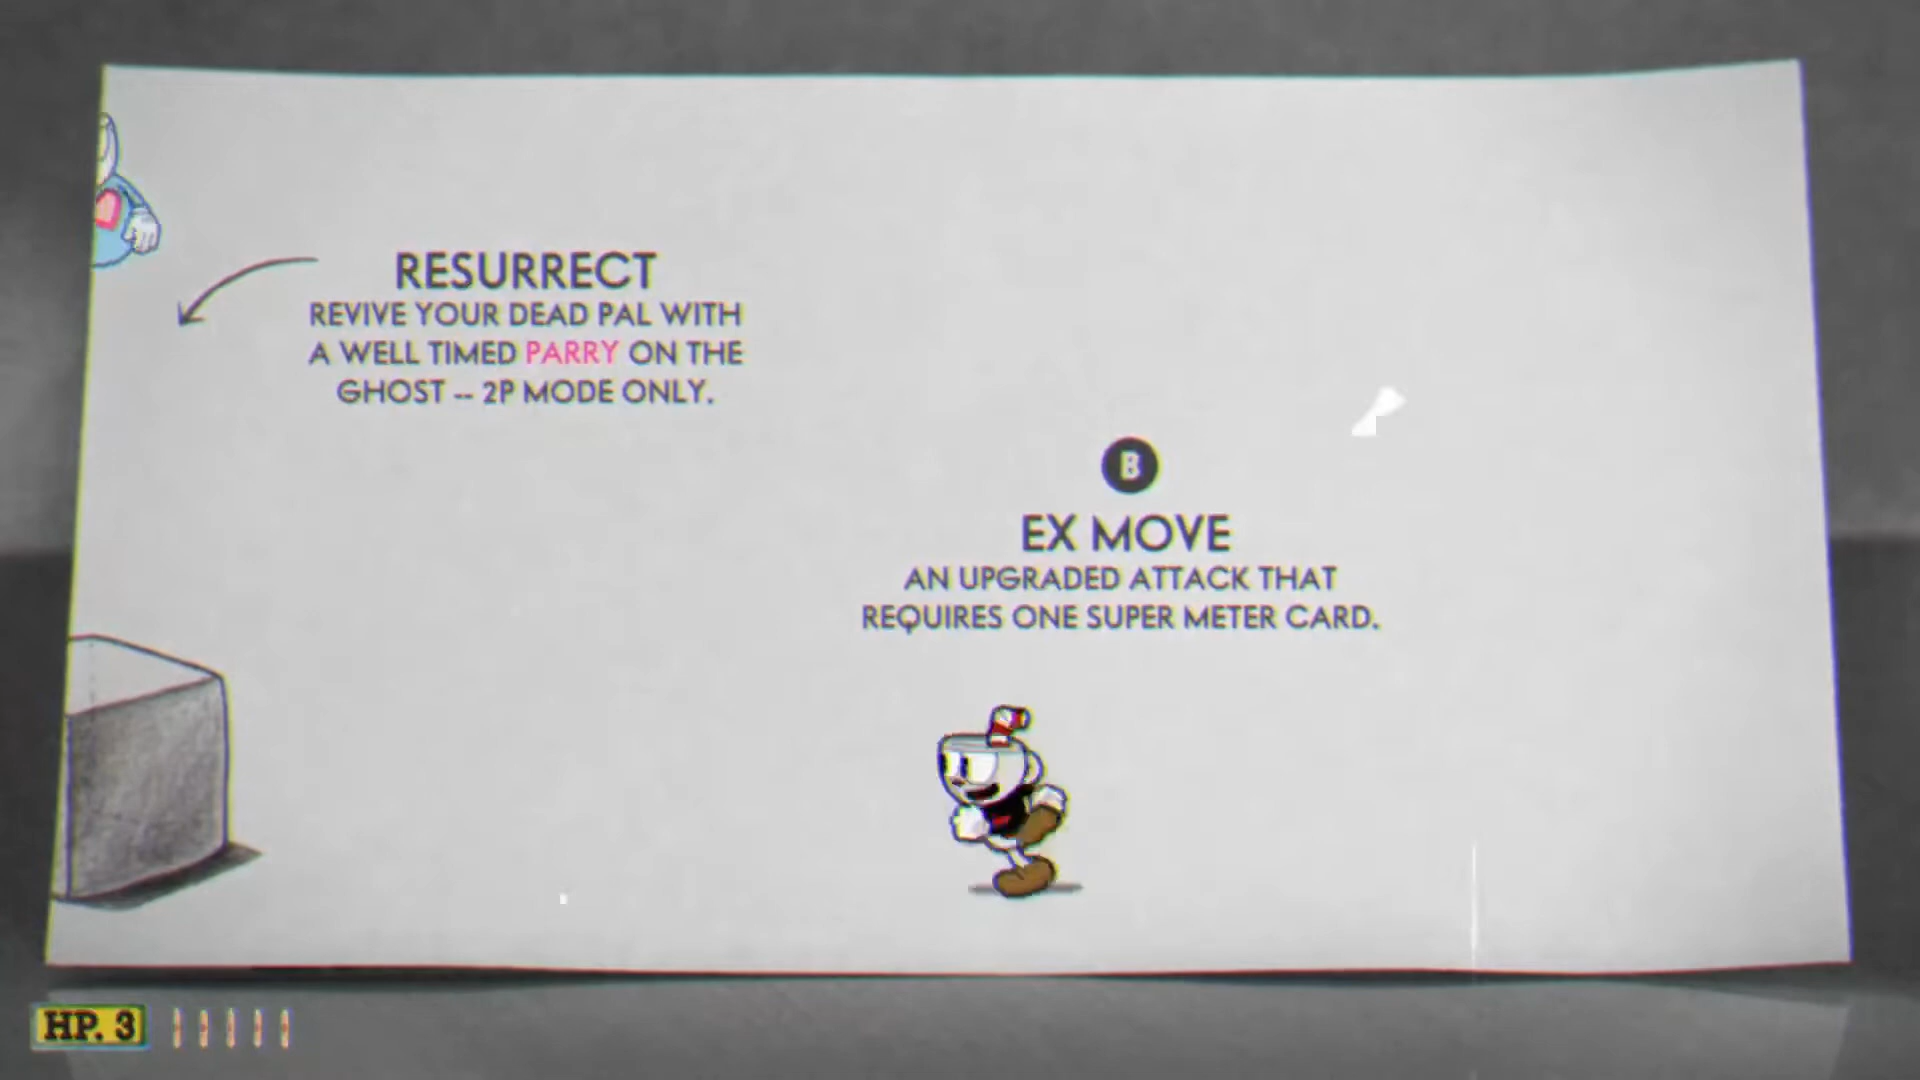 RESURRECT
REVIVE YOUR DEAD PAL WITH
A WELL TIMED PARRY ON THE
GHOST -- 2P MODE ONLY.
B
EX MOVE
AN UPGRADED ATTACK THAT
REQUIRES ONE SUPER METER CARD.
HP. 3